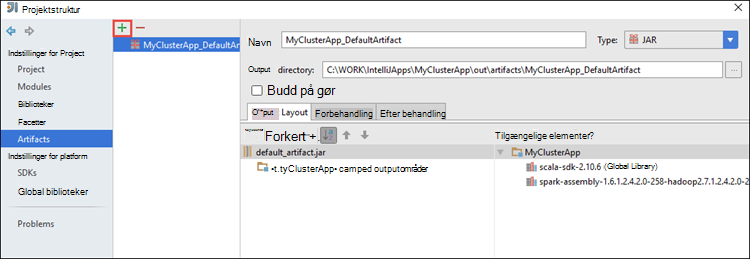 Projektstruktur
Indstillinger for Project
Project
Modules
Biblioteker
Facetter
Artifacts
Indstillinger for platform
SDKs
Global biblioteker
Problems
MyClusterApp_DefaultArt
Navn MyClusterApp_DefaultArtifact Type: JAR
Output directory: C:\WORK\IntelliJApps\MyClusterApp\out\artifacts\MyClusterApp_DefaultArtifact ...
Budd på gør
Layout Forbehandling Efter behandling
Forkert +. Tilgængelige elementer?
default_artifact.jar MyClusterApp
•t.tyClusterApp• camped outputområder scala-sdk-2.10.6 (Global Library)
spark-assembly-1.6.1.2.4.2.0-258-hadoop2.7.1.2.4.2.0-2